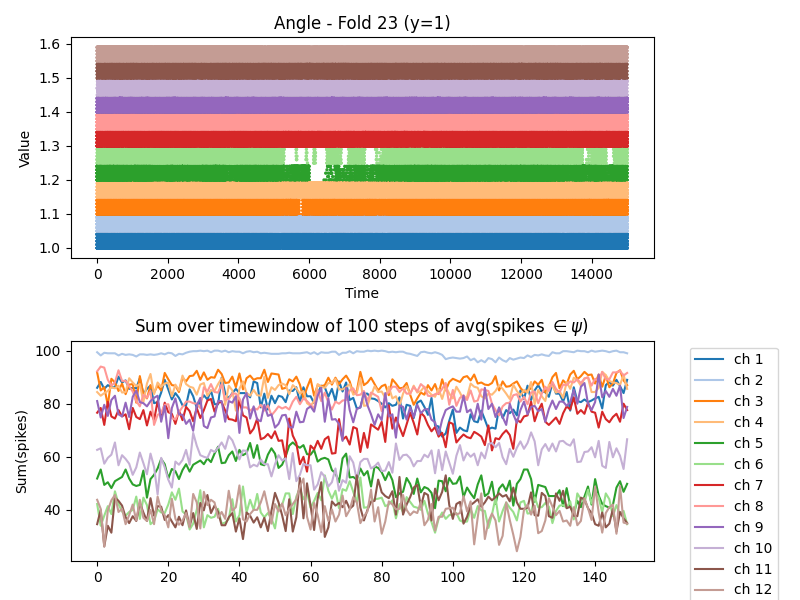 Angle - Fold 23 (y=1)
1.6
1.5
1.4
1.3
1.2
1.1
1.0
Value
0 2000 4000 6000 8000 10000 12000 14000
Time
Sum over timewindow of 100 steps of avg(spikes ∈ ψ)
100
80
60
40
Sum(spikes)
0 20 40 60 80 100 120 140
ch 1
ch 2
ch 3
ch 4
ch 5
ch 6
ch 7
ch 8
ch 9
ch 10
ch 11
ch 12